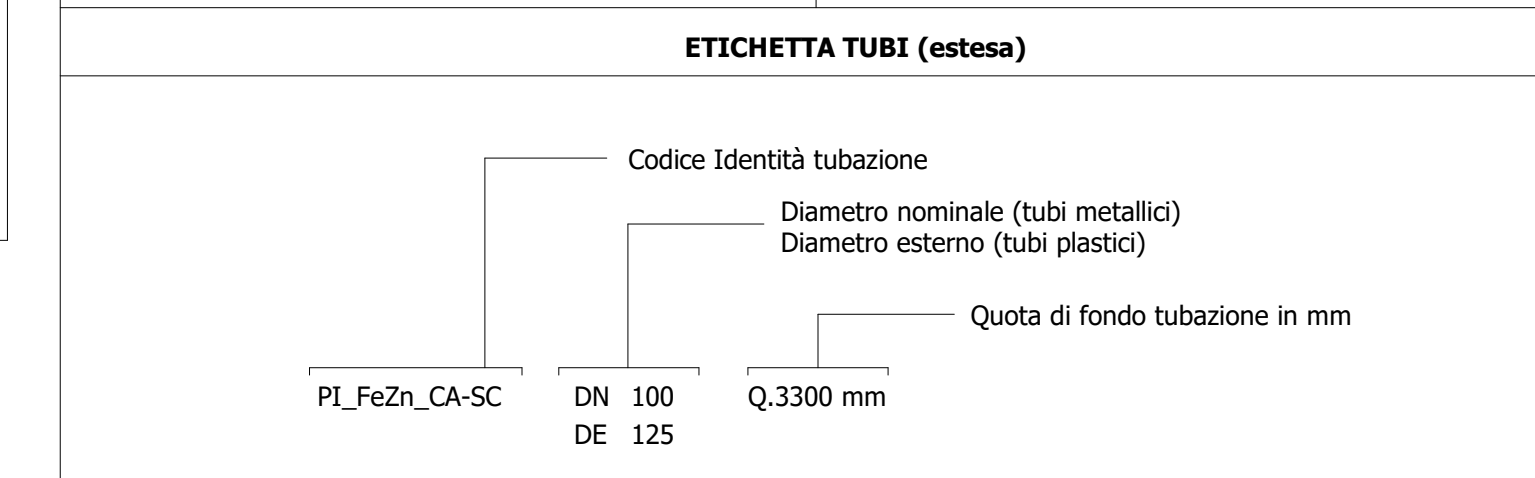 ETICHETTA TUBI (estesa)
Codice Identità tubazione
Diametro nominale (tubi metallici)
Diametro esterno (tubi plastici)
Quota di fondo tubazione in mm
PI_FeZn_CA-SC DN 100 Q.3300 mm
DE 125